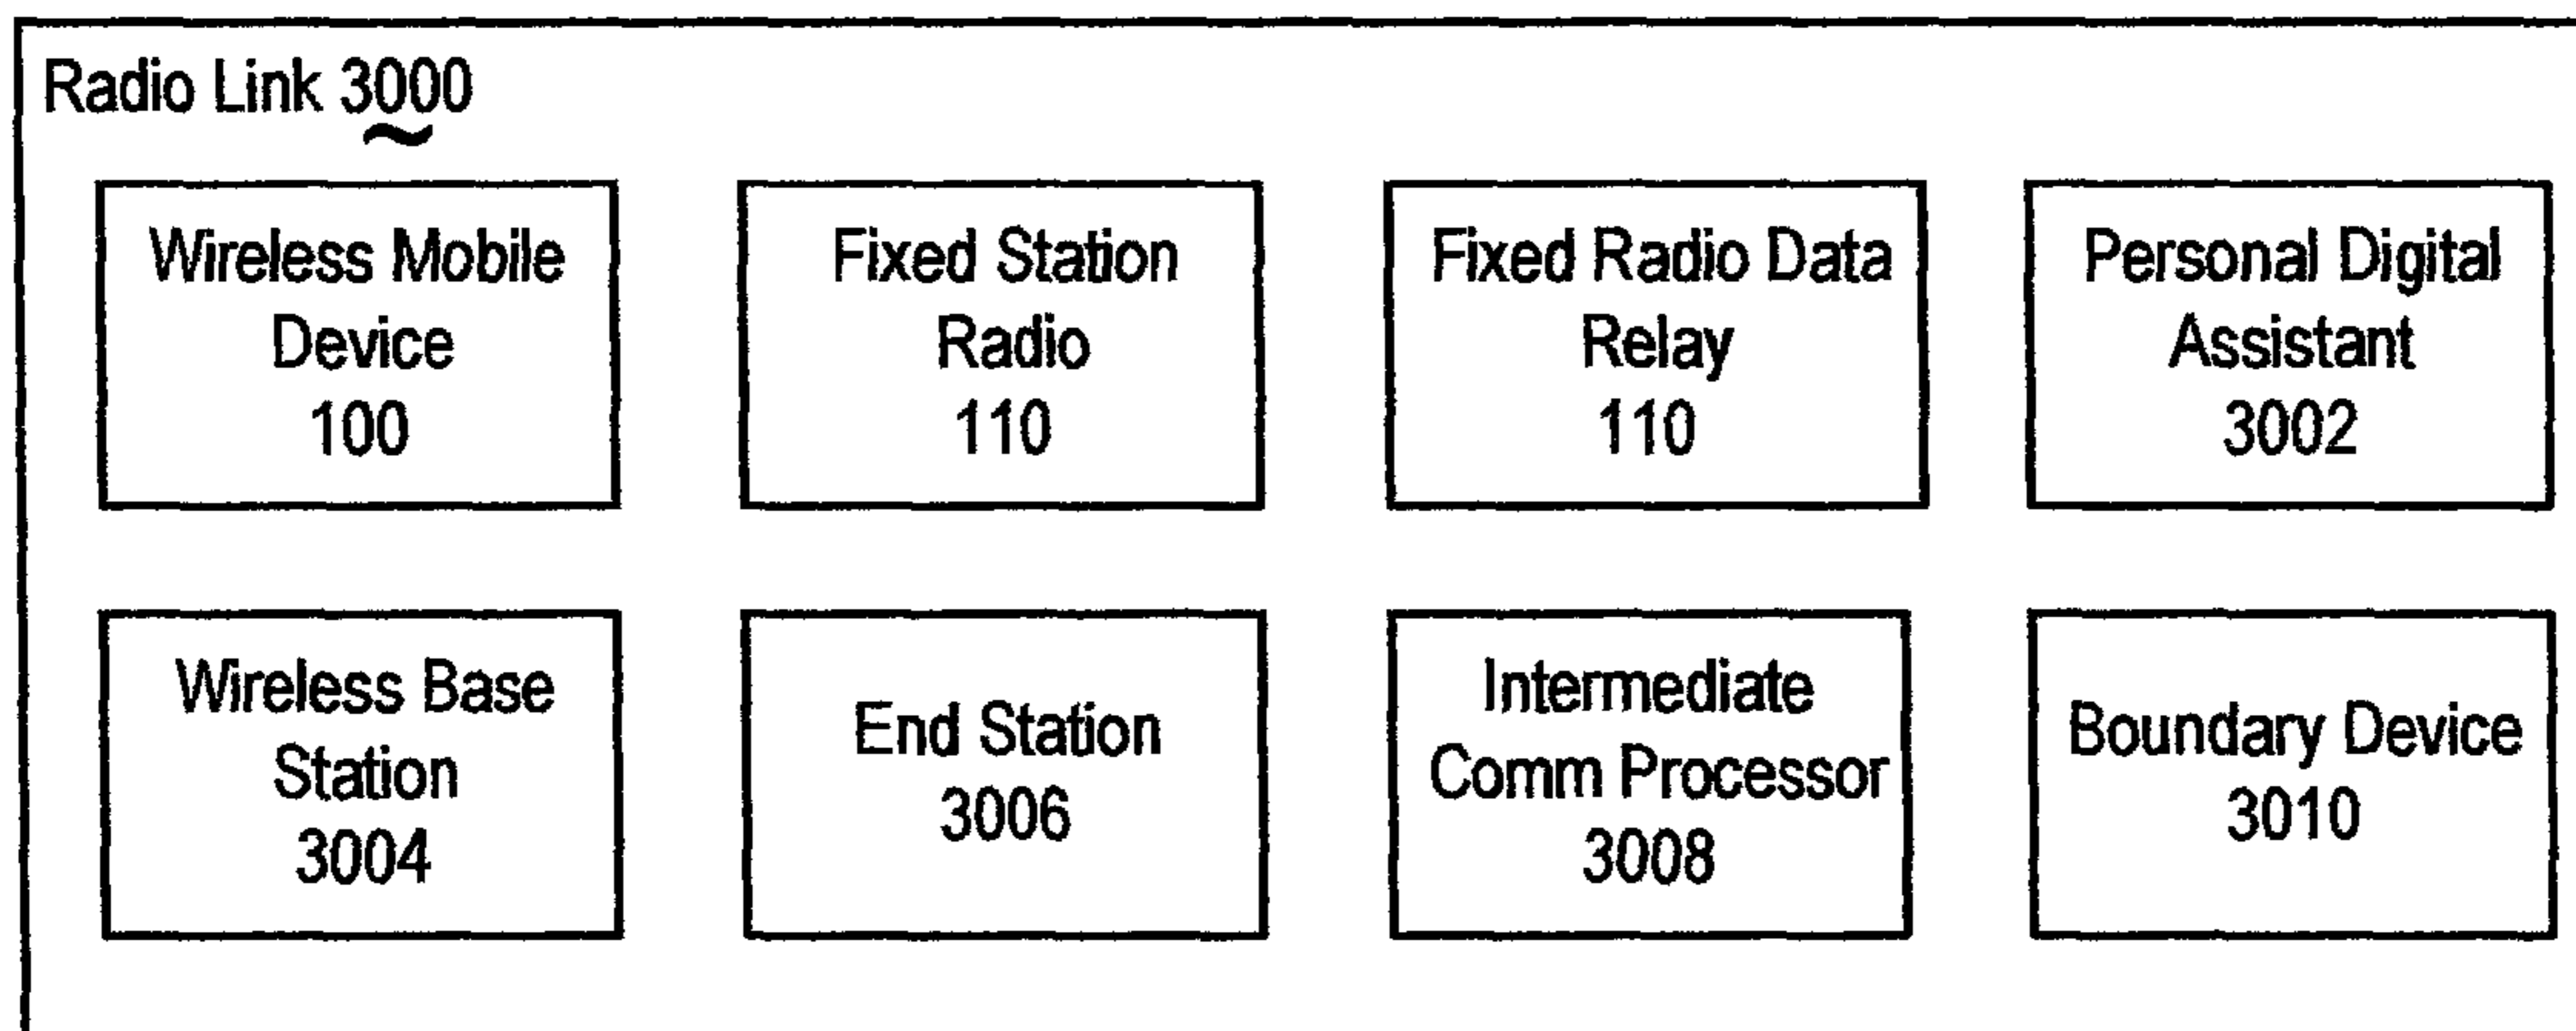 Radio Link 3000
Wireless Mobile
Device
100
Fixed Station
Radio
110
Fixed Radio Data
Relay
110
Personal Digital
Assistant
3002
Wireless Base
Station
3004
End Station
3006
Intermediate
Comm Processor
3008
Boundary Device
3010